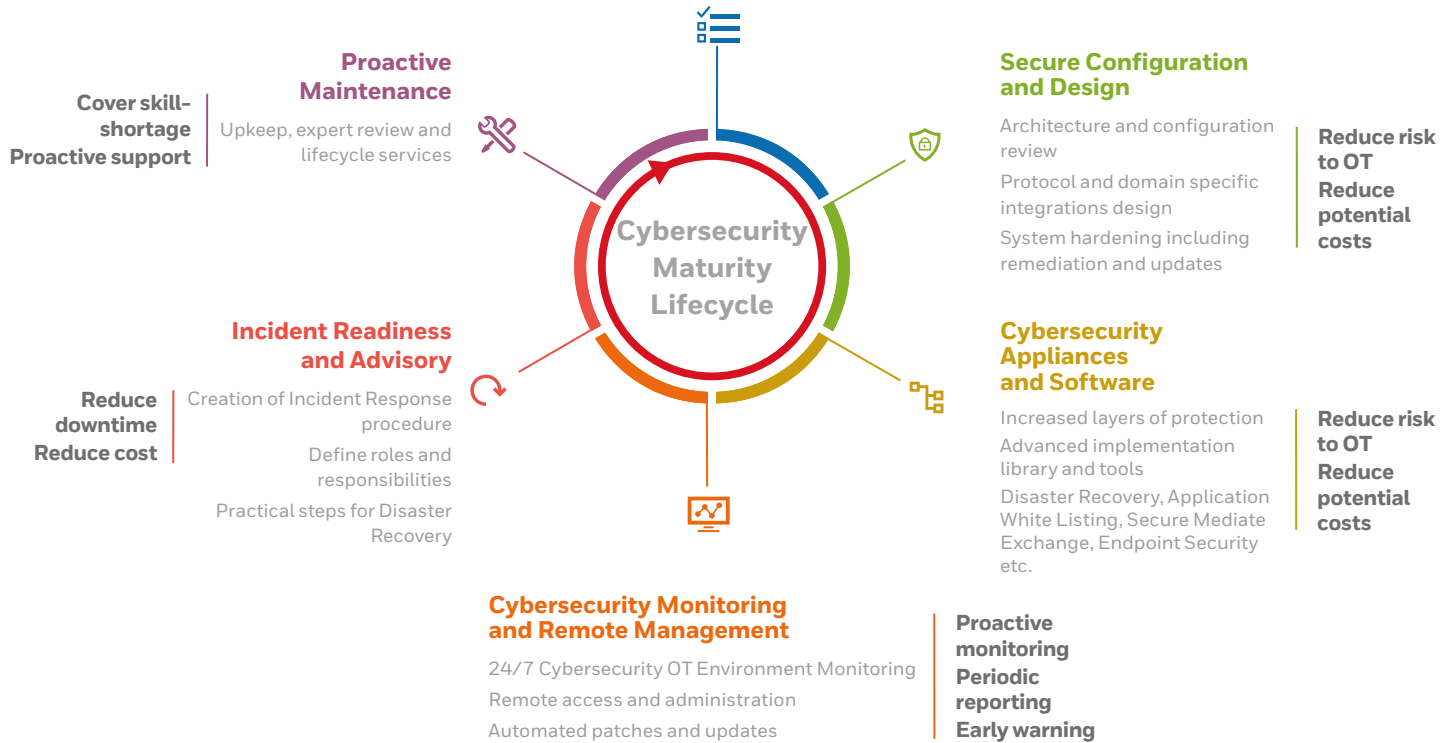 Proactive
Maintenance
Cover skill-
shortage
Proactive support
Upkeep, expert review and
lifecycle services
Secure Configuration
and Design
Architecture and configuration
review
Protocol and domain specific
integrations design
System hardening including
remediation and updates
Reduce risk
to OT
Reduce
potential
costs
Cybersecurity
Maturity
Lifecycle
Incident Readiness
and Advisory
Reduce
downtime
Reduce cost
Creation of Incident Response
procedure
Define roles and
responsibilities
Practical steps for Disaster
Recovery
Cybersecurity
Appliances
and Software
Increased layers of protection
Advanced implementation
library and tools
Disaster Recovery, Application
White Listing, Secure Mediate
Exchange, Endpoint Security
etc.
Reduce risk
to OT
Reduce
potential
costs
Cybersecurity Monitoring
and Remote Management
24/7 Cybersecurity OT Environment Monitoring
Remote access and administration
Automated patches and updates
Proactive
monitoring
Periodic
reporting
Early warning